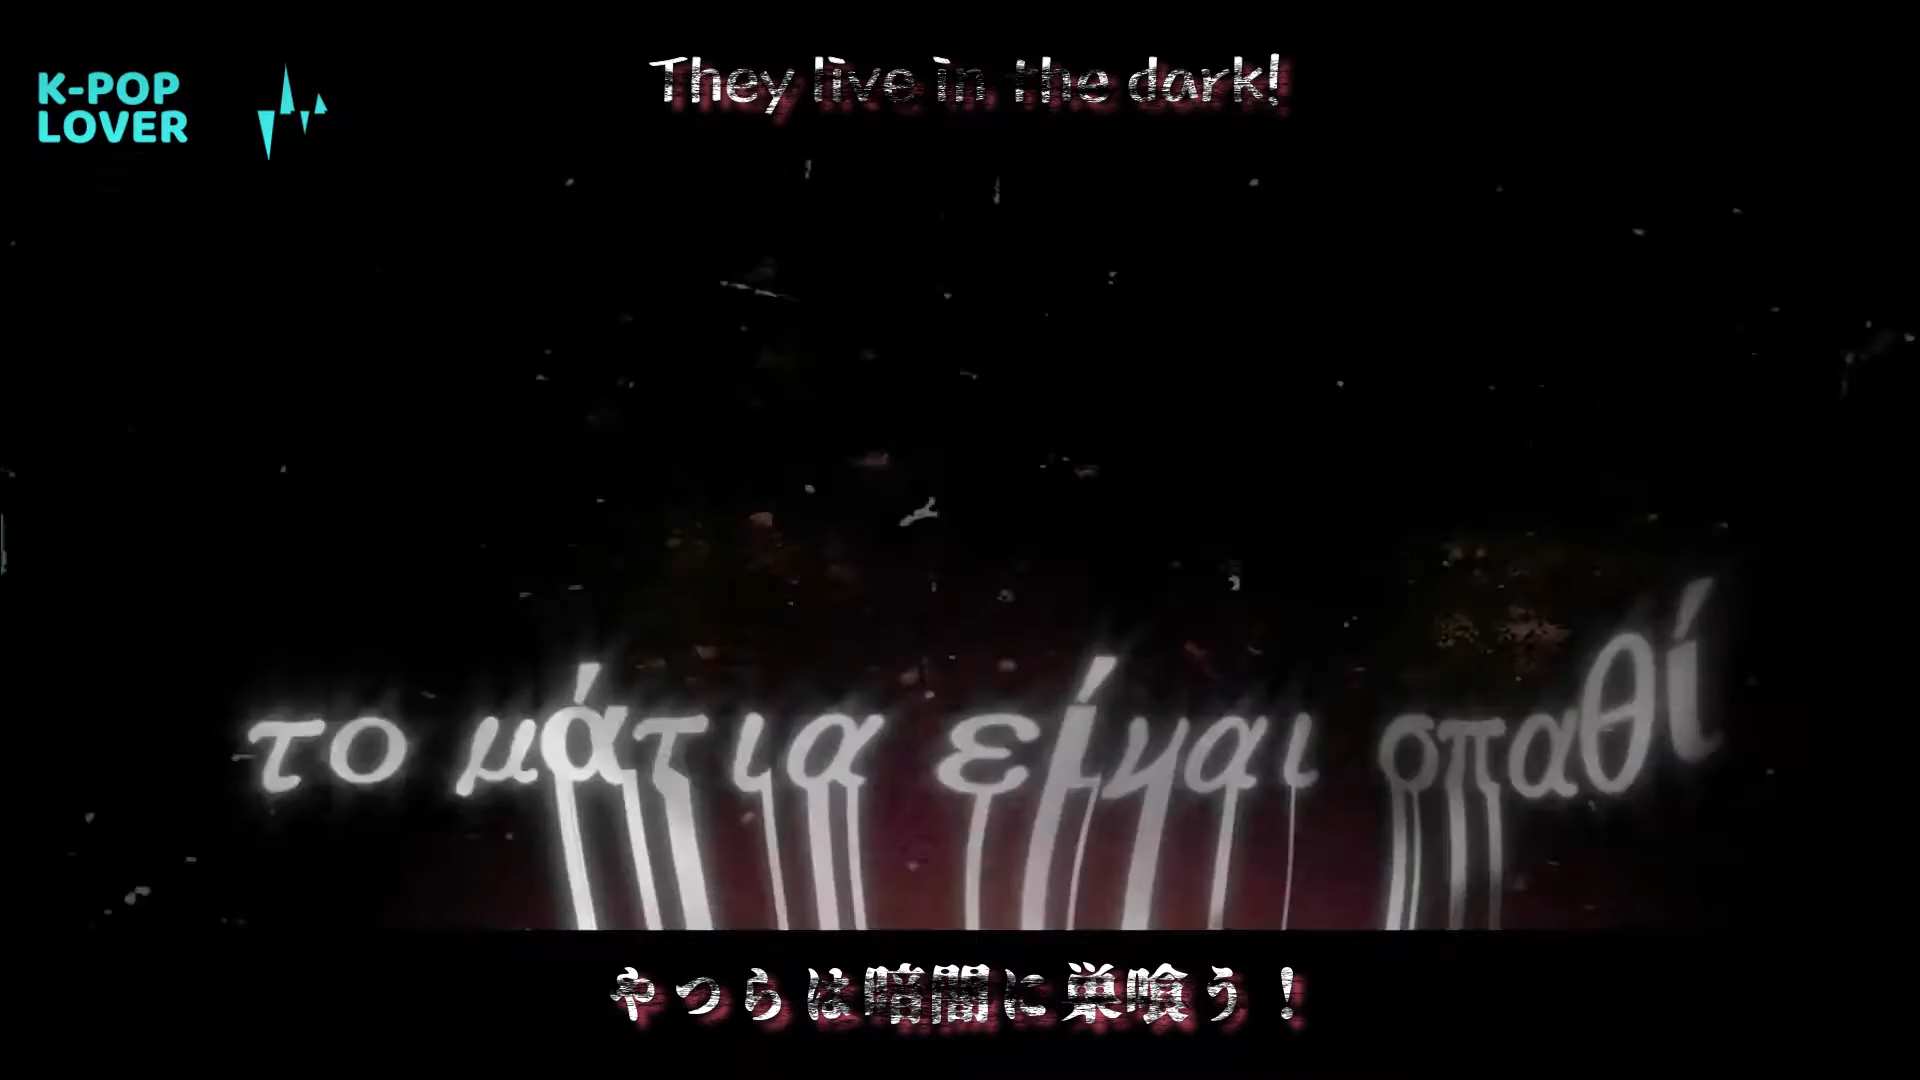 They live in the dark!
K-POP
LOVER
το μάτια είναι σπαθί
やつらは暗闇に巣喰う！